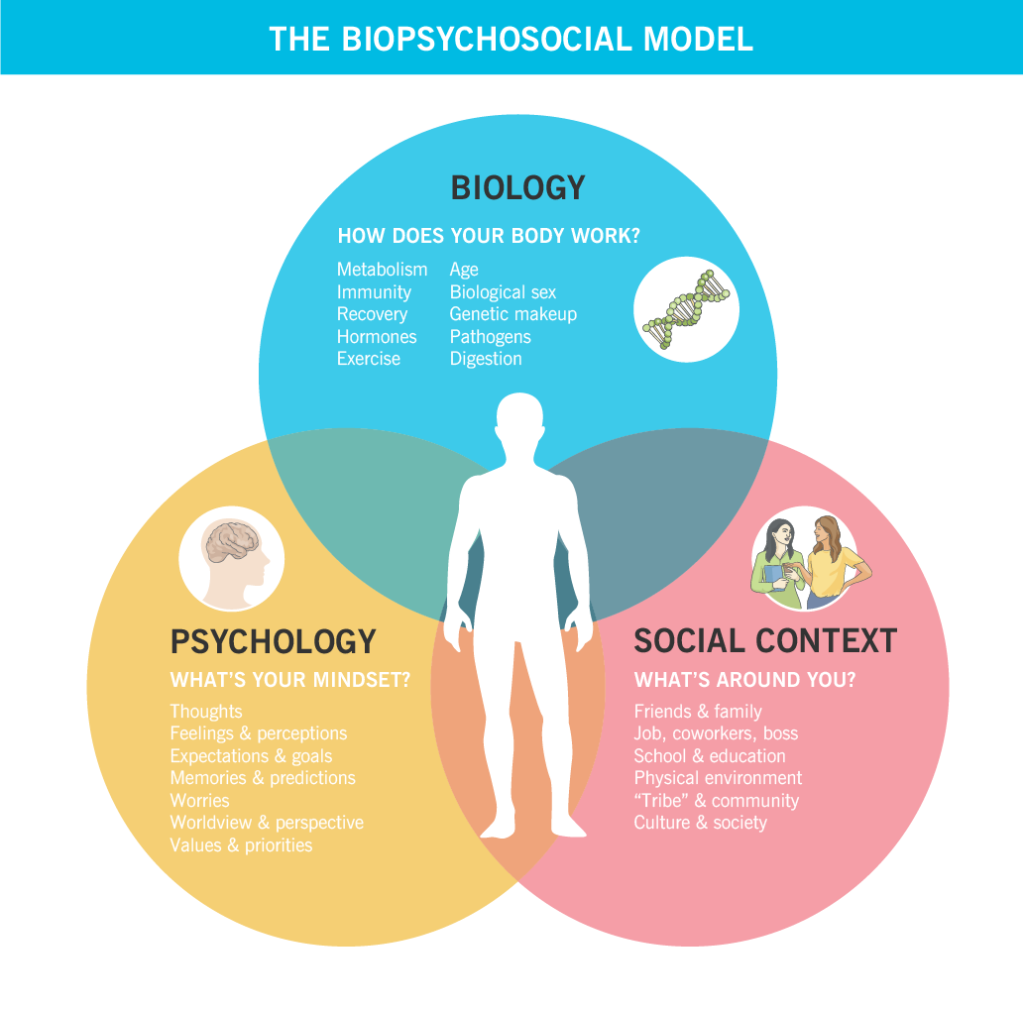 THE BIOPSYCHOSOCIAL MODEL
BIOLOGY
HOW DOES YOUR BODY WORK?
Metabolism
Immunity
Recovery
Hormones
Exercise
Age
Biological sex
Genetic makeup
Pathogens
Digestion
PSYCHOLOGY
WHAT'S YOUR MINDSET?
Thoughts
Feelings & perceptions
Expectations & goals
Memories & predictions
Worries
Worldview & perspective
Values & priorities
SOCIAL CONTEXT
WHAT'S AROUND YOU?
Friends & family
Job, coworkers, boss
School & education
Physical environment
“Tribe” & community
Culture & society